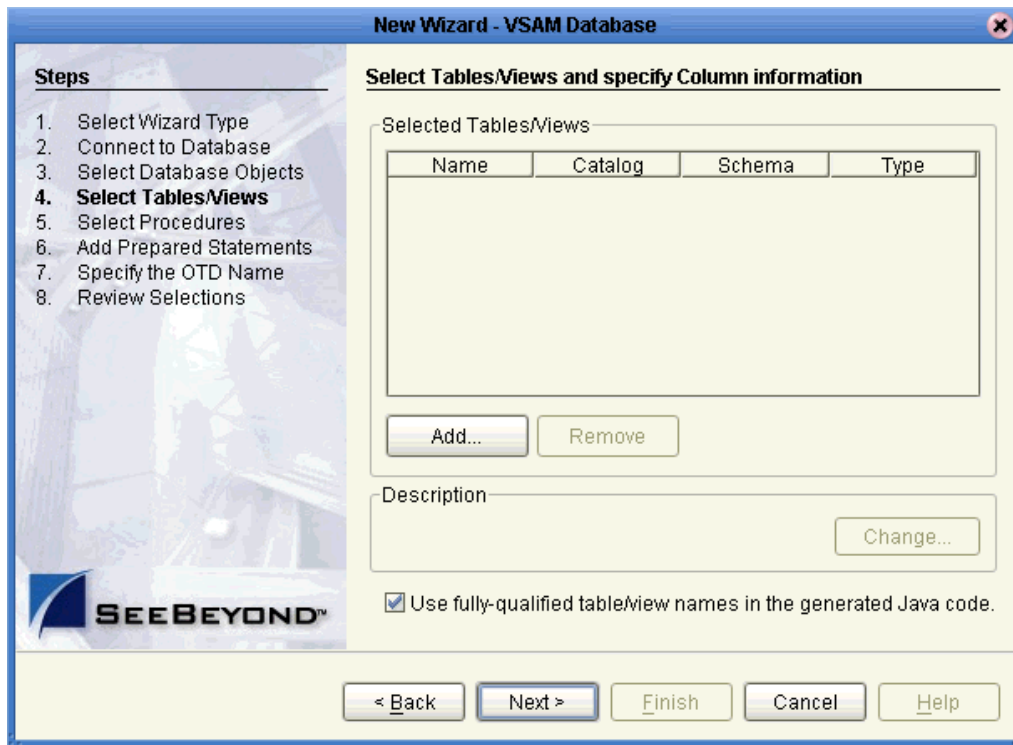 New Wizard - VSAM Database
Steps
1. Select Wizard Type
2. Connect to Database
3. Select Database Objects
4. Select Tables/Views
5. Select Procedures
6. Add Prepared Statements
7. Specify the OTD Name
8. Review Selections
SEEBEYOND™
Select Tables/Views and specify Column information
Selected Tables/Views
Name Catalog Schema Type
Add... Remove
Description
Change...
Use fully-qualified table/view names in the generated Java code.
< Back Next > Finish Cancel Help